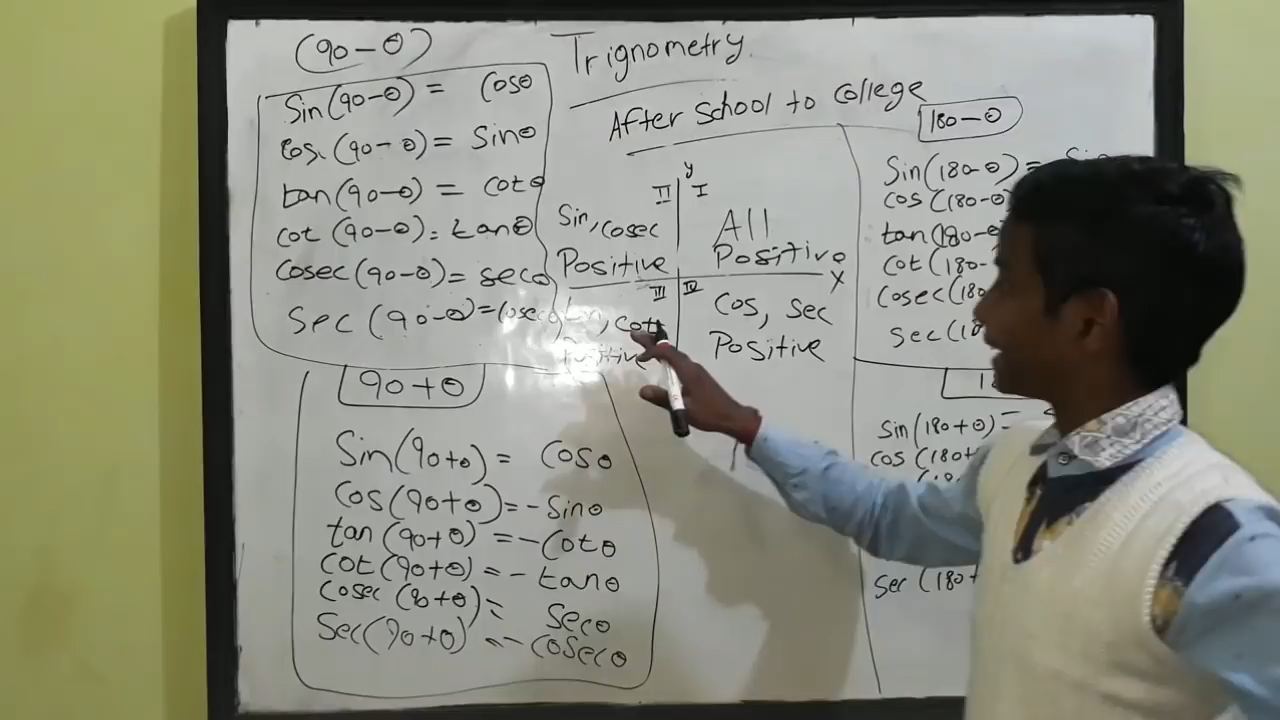 (90-θ)
Sin(90-θ) = Cosθ
Cos. (90-θ) = Sinθ
tan(90-θ) = cotθ
cot (90-θ) = tanθ
Cosec(90-θ) = secθ
Sec (90-θ) = Cosecθ
Trignometry
After School to College
y
II I
Sin, cosec
Positive
All
Positive
X
III IV
, cot
Positive
Cos, Sec
Positive
90+θ
Sin(90+θ) = Cosθ
Cos(90+θ) = -Sinθ
tan (90+θ) = -Cotθ
Cot (90+θ) = - tanθ
Cosec (90+θ) = Secθ
Sec(90+θ) = -Cosecθ
180-θ
Sin(180-θ) =
cos (180-θ)
tan (180-θ
Cot (180-
Cosec (180
Sec (18
Sin(180+θ) =
cos (180+
Sec (180+